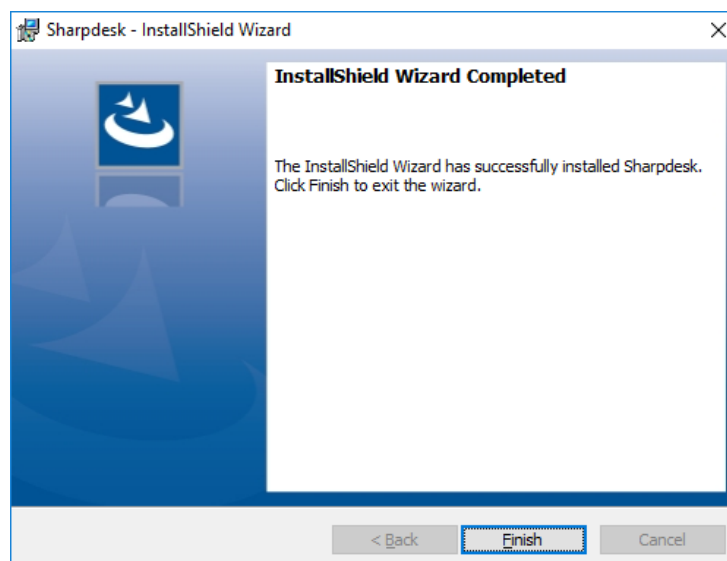 Sharpdesk - InstallShield Wizard
InstallShield Wizard Completed
The InstallShield Wizard has successfully installed Sharpdesk.
Click Finish to exit the wizard.
< Back
Finish
Cancel